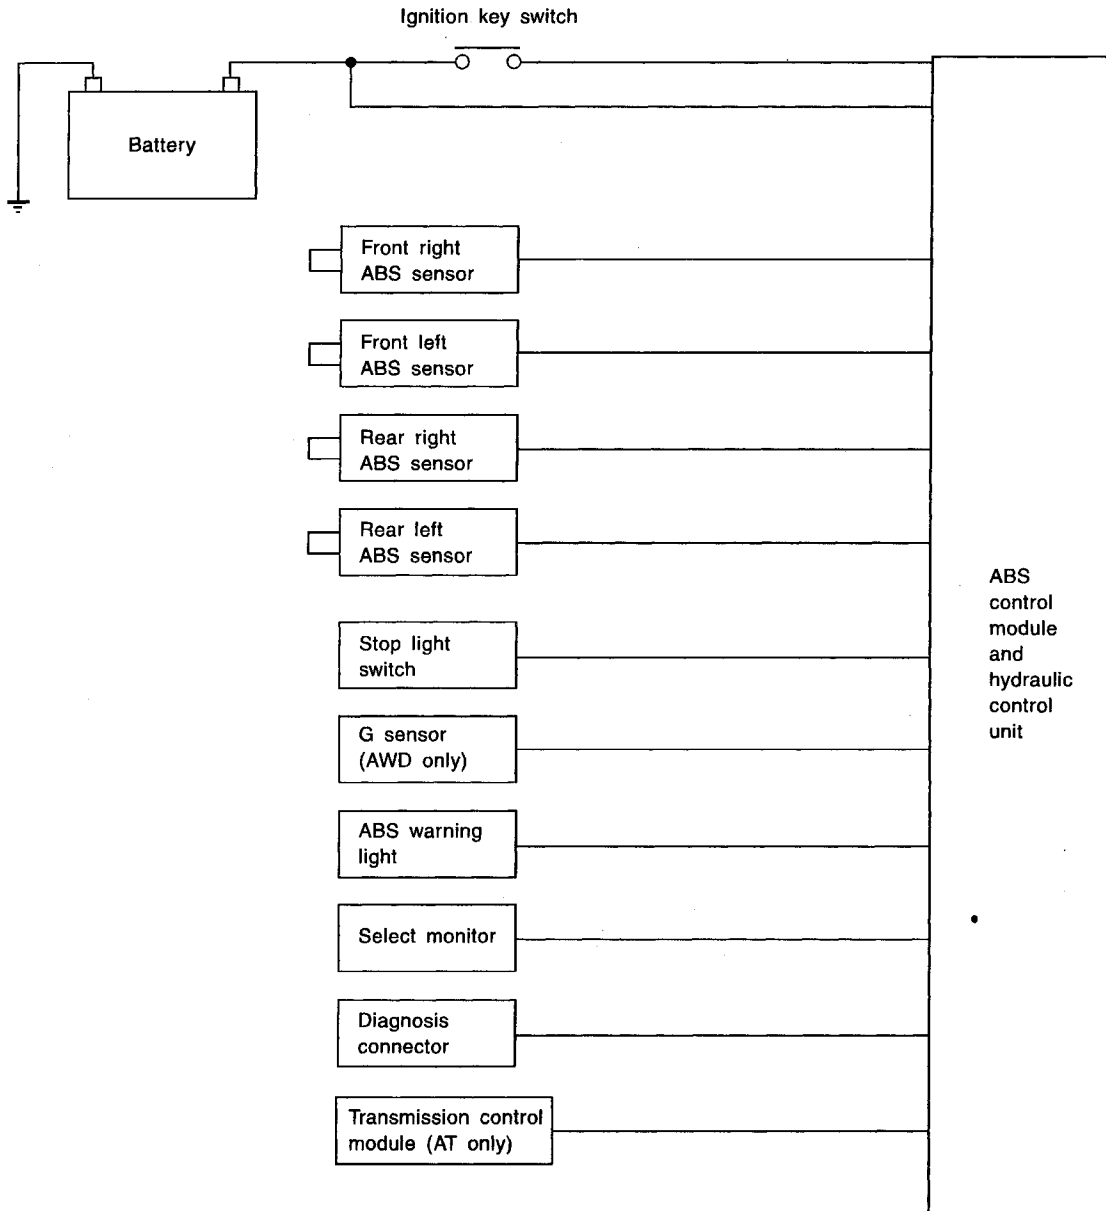 Ignition key switch
Battery
Front right
ABS sensor
Front left
ABS sensor
Rear right
ABS sensor
Rear left
ABS sensor
Stop light
switch
G sensor
(AWD only)
ABS warning
light
Select monitor
Diagnosis
connector
Transmission control
module (AT only)
ABS
control
module
and
hydraulic
control
unit